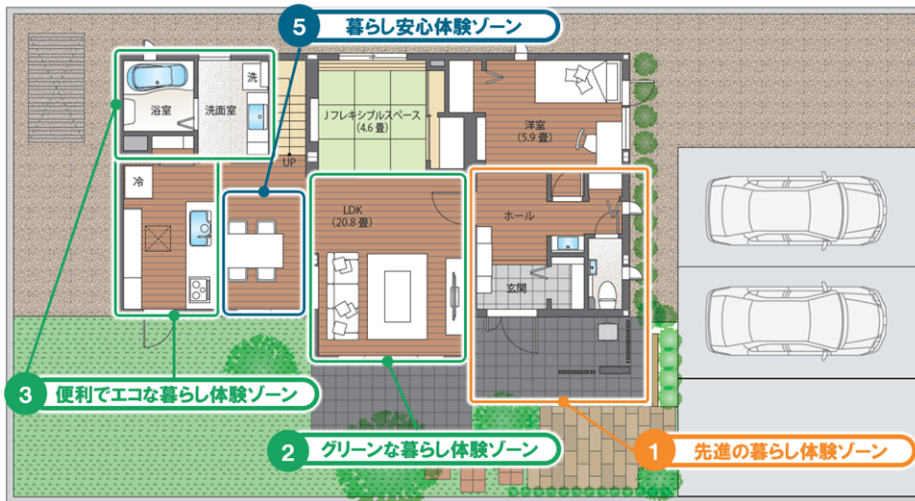 5 暮らし安心体験ゾーン
浴室
洗面室
洗
UP
Jフレキシブルスペース
(4.6 畳)
洋室
(5.9 畳)
冷
LDK
(20.8 畳)
ホール
玄関
3 便利でエコな暮らし体験ゾーン
2 グリーンな暮らし体験ゾーン
1 先進の暮らし体験ゾーン